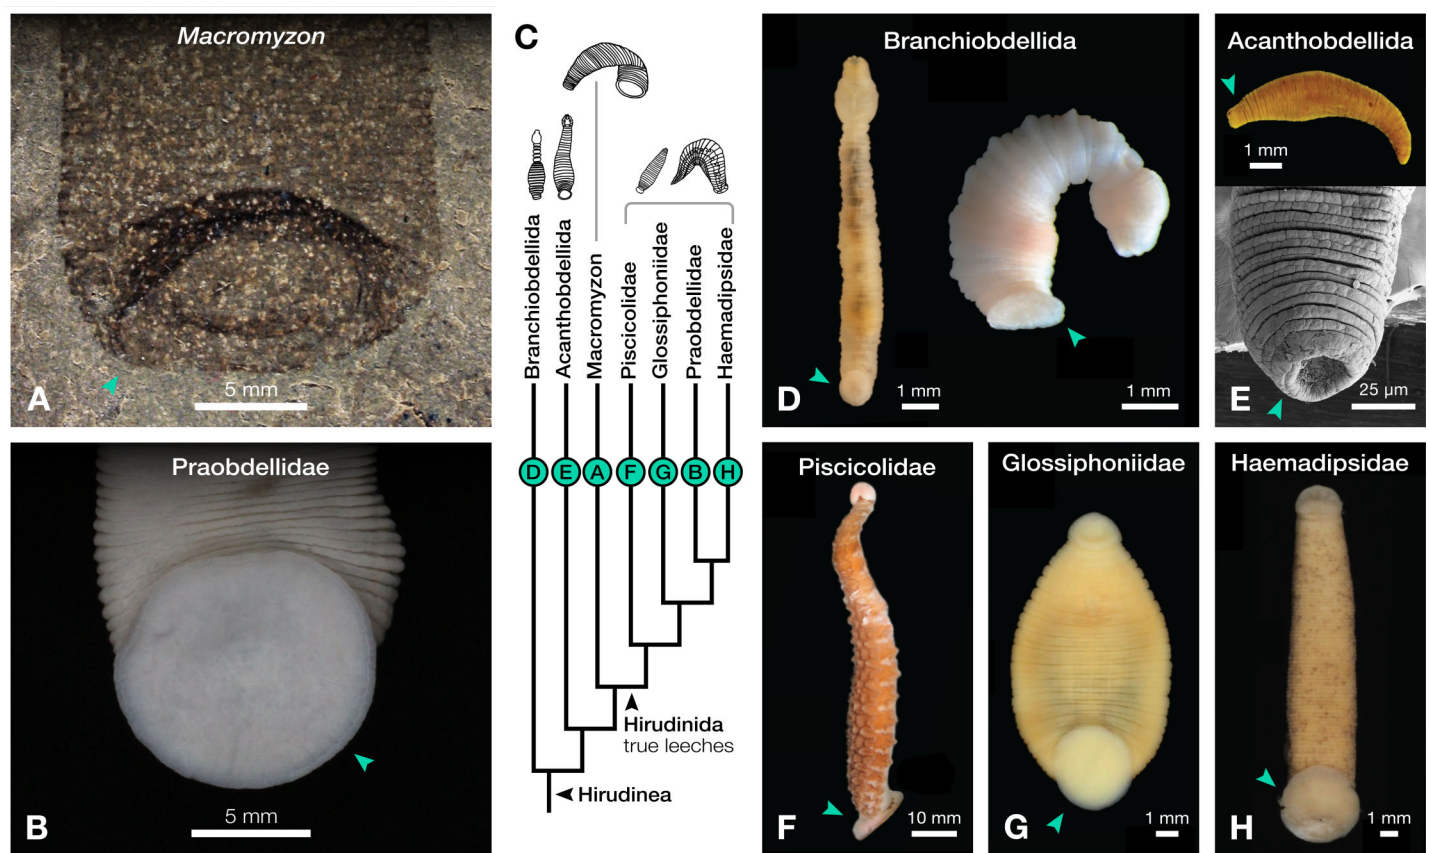 Macromyzon
A
5 mm
Praobdellidae
B
5 mm
C
Branchiobdellida
Acanthobdellida
Macromyzon
Piscicolidae
Glossiphoniidae
Praobdellidae
Haemadipsidae
D
E
A
F
G
B
H
Hirudinida
true leeches
Hirudinea
Branchiobdellida
D
1 mm
1 mm
Acanthobdellida
1 mm
E
25 µm
Piscicolidae
F
10 mm
Glossiphoniidae
G
1 mm
Haemadipsidae
H
1 mm